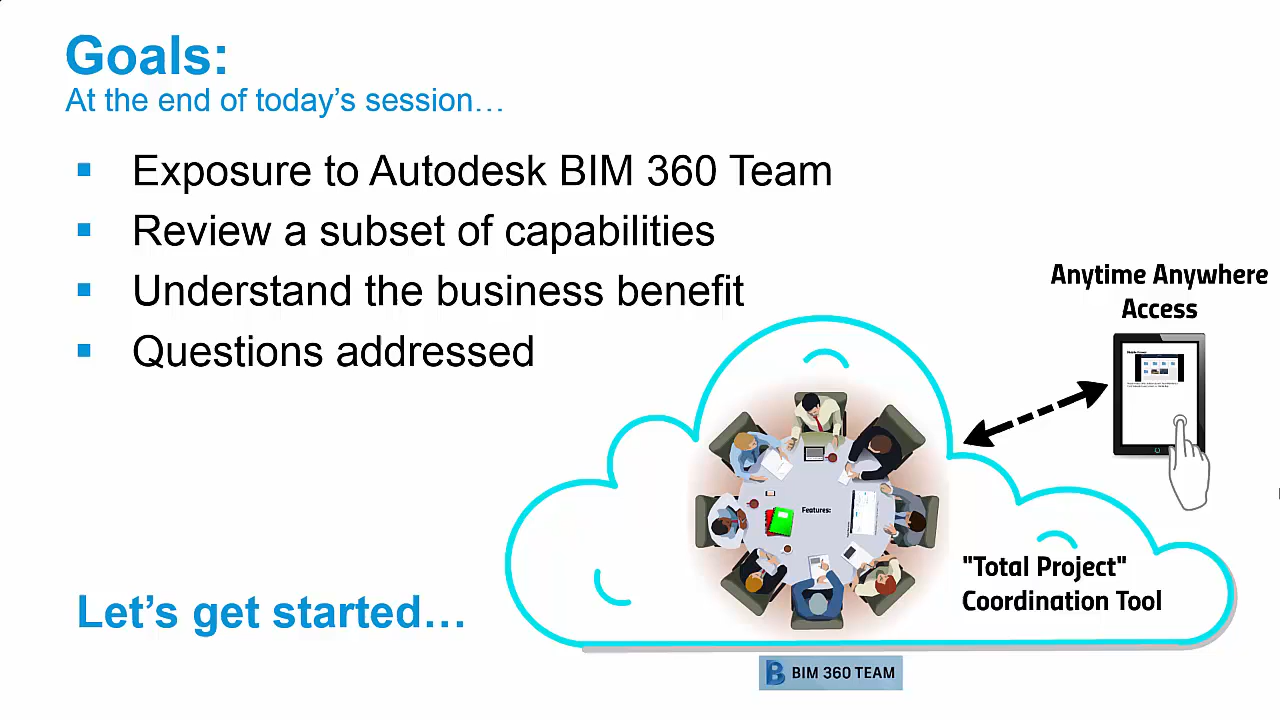 Goals:
At the end of today's session…
Exposure to Autodesk BIM 360 Team
Review a subset of capabilities
Understand the business benefit
Questions addressed
Anytime Anywhere
Access
Features:
"Total Project"
Coordination Tool
Let's get started…
BIM 360 TEAM